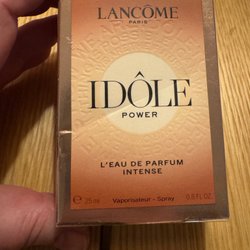 LANCÔME
PARIS
IDÔLE
POWER
L'EAU DE PARFUM
INTENSE
25 ml Vaporisateur - Spray 0.8 fl.oz